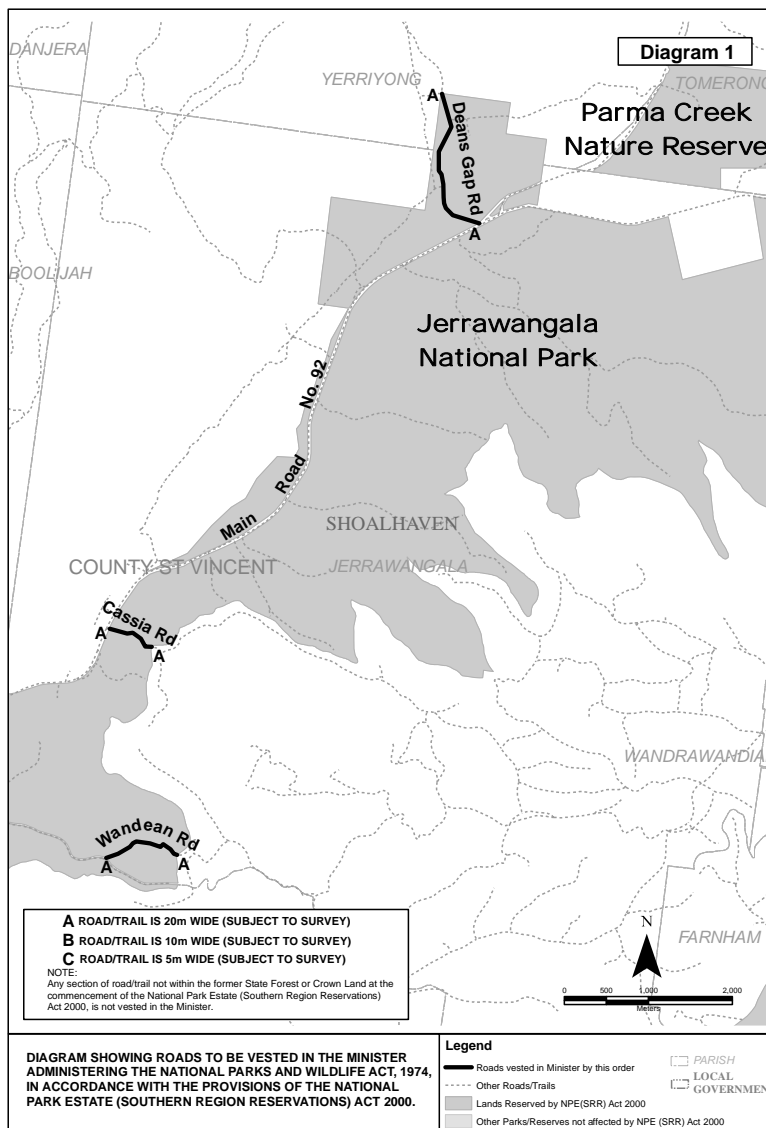 Diagram 1
DANJERA
YERRIYONG
TOMERONG
A
Parma Creek
Nature Reserve
Deans Gap Rd
A
BOOLIJAH
Jerrawangala
National Park
Main Road No. 92
SHOALHAVEN
COUNTY ST VINCENT
JERRAWANGALA
Cassia Rd
A
A
WANDRAWANDIA
Wandean Rd
A
A
A ROAD/TRAIL IS 20m WIDE (SUBJECT TO SURVEY)
B ROAD/TRAIL IS 10m WIDE (SUBJECT TO SURVEY)
C ROAD/TRAIL IS 5m WIDE (SUBJECT TO SURVEY)
NOTE:
Any section of road/trail not within the former State Forest or Crown Land at the
commencement of the National Park Estate (Southern Region Reservations)
Act 2000, is not vested in the Minister.
N
FARNHAM
0 500 1,000 2,000
Meters
DIAGRAM SHOWING ROADS TO BE VESTED IN THE MINISTER
ADMINISTERING THE NATIONAL PARKS AND WILDLIFE ACT, 1974,
IN ACCORDANCE WITH THE PROVISIONS OF THE NATIONAL
PARK ESTATE (SOUTHERN REGION RESERVATIONS) ACT 2000.
Legend
Roads vested in Minister by this order
Other Roads/Trails
Lands Reserved by NPE(SRR) Act 2000
Other Parks/Reserves not affected by NPE (SRR) Act 2000
PARISH
LOCAL
GOVERNMEN